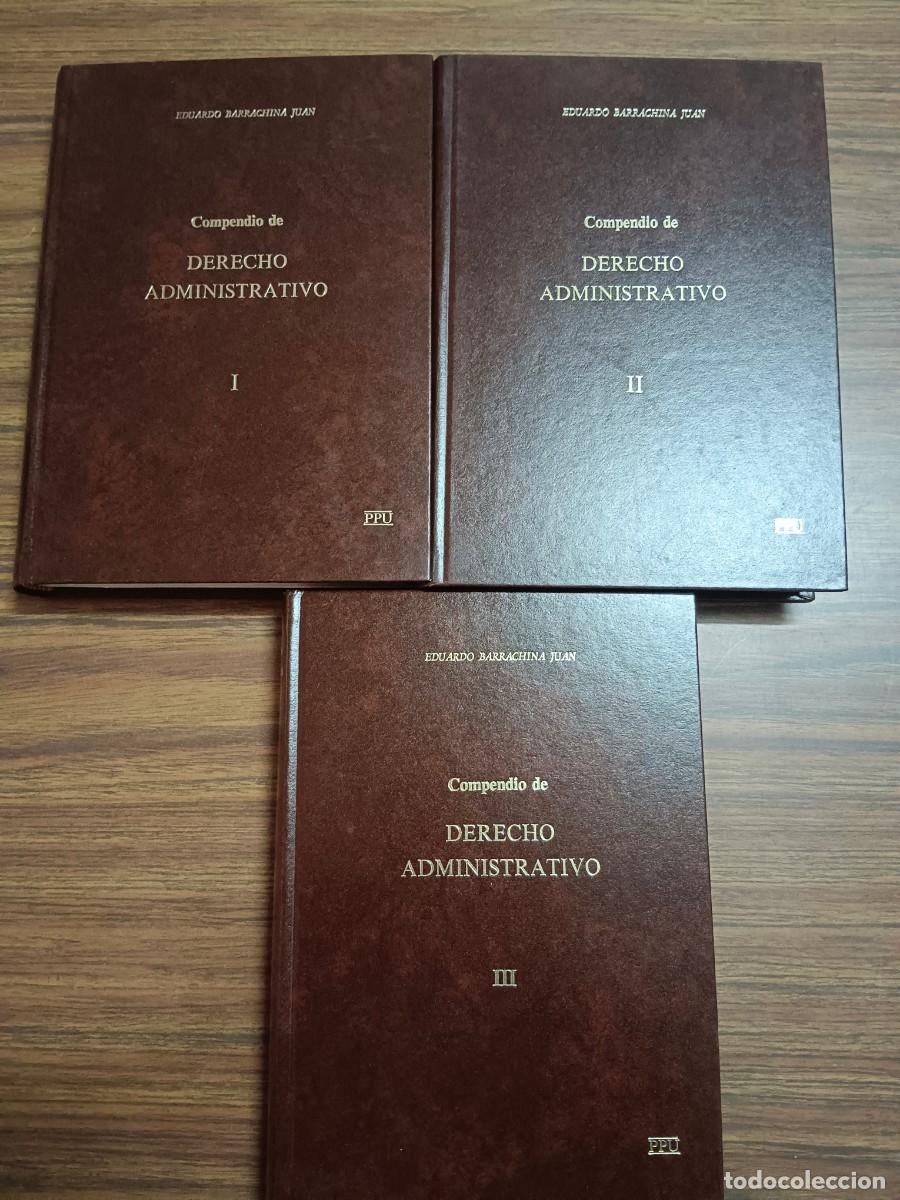 EDUARDO BARRACHINA JUAN
Compendio de
DERECHO
ADMINISTRATIVO
I
PPU
EDUARDO BARRACHINA JUAN
Compendio de
DERECHO
ADMINISTRATIVO
II
PPU
EDUARDO BARRACHINA JUAN
Compendio de
DERECHO
ADMINISTRATIVO
III
PPU
todocoleccion